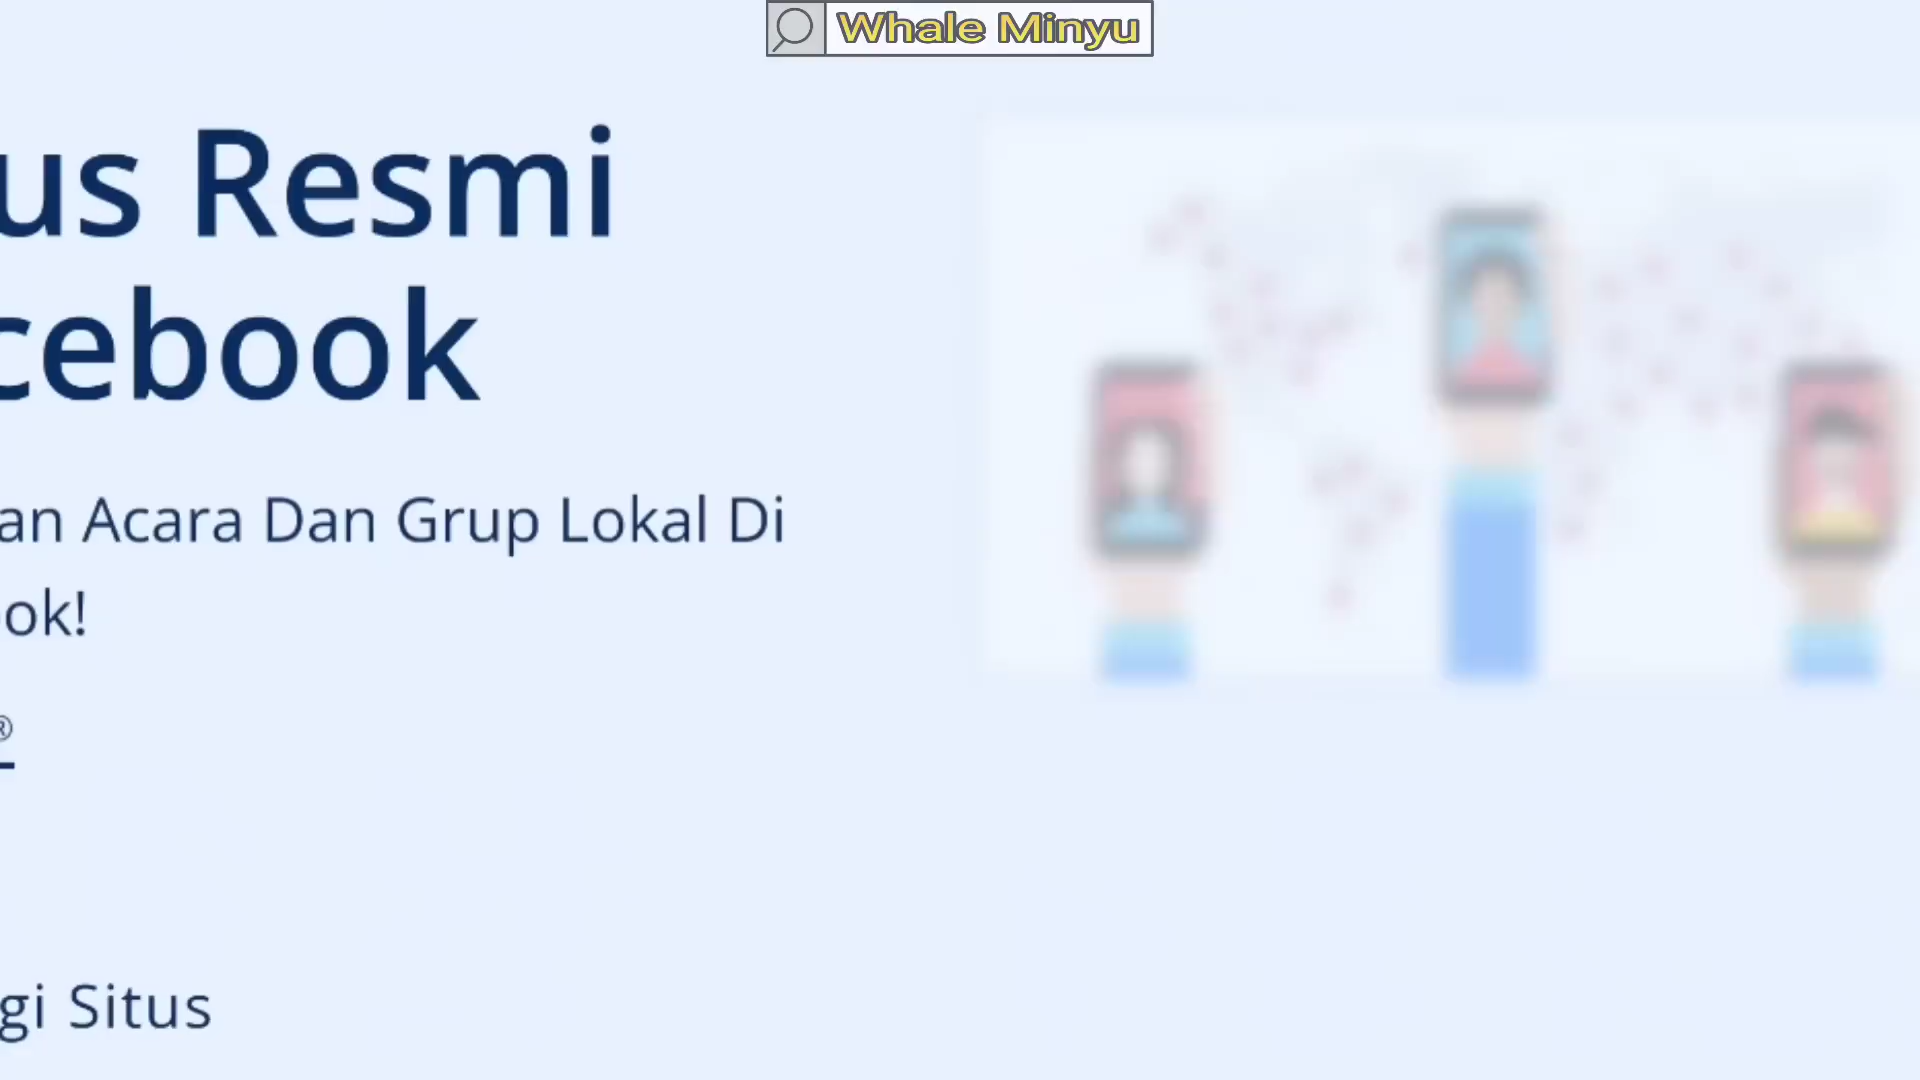 Whale Minyu
us Resmi
cebook
an Acara Dan Grup Lokal Di
ok!
®
gi Situs